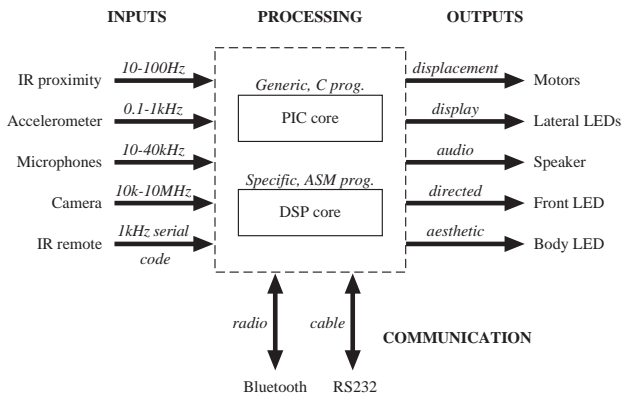 INPUTS PROCESSING OUTPUTS
IR proximity 10-100Hz displacement Motors
Generic, C prog.
Accelerometer 0.1-1kHz PIC core display Lateral LEDs
Microphones 10-40kHz audio Speaker
Specific, ASM prog.
Camera 10k-10MHz DSP core directed Front LED
IR remote 1kHz serial code aesthetic Body LED
radio cable COMMUNICATION
Bluetooth RS232